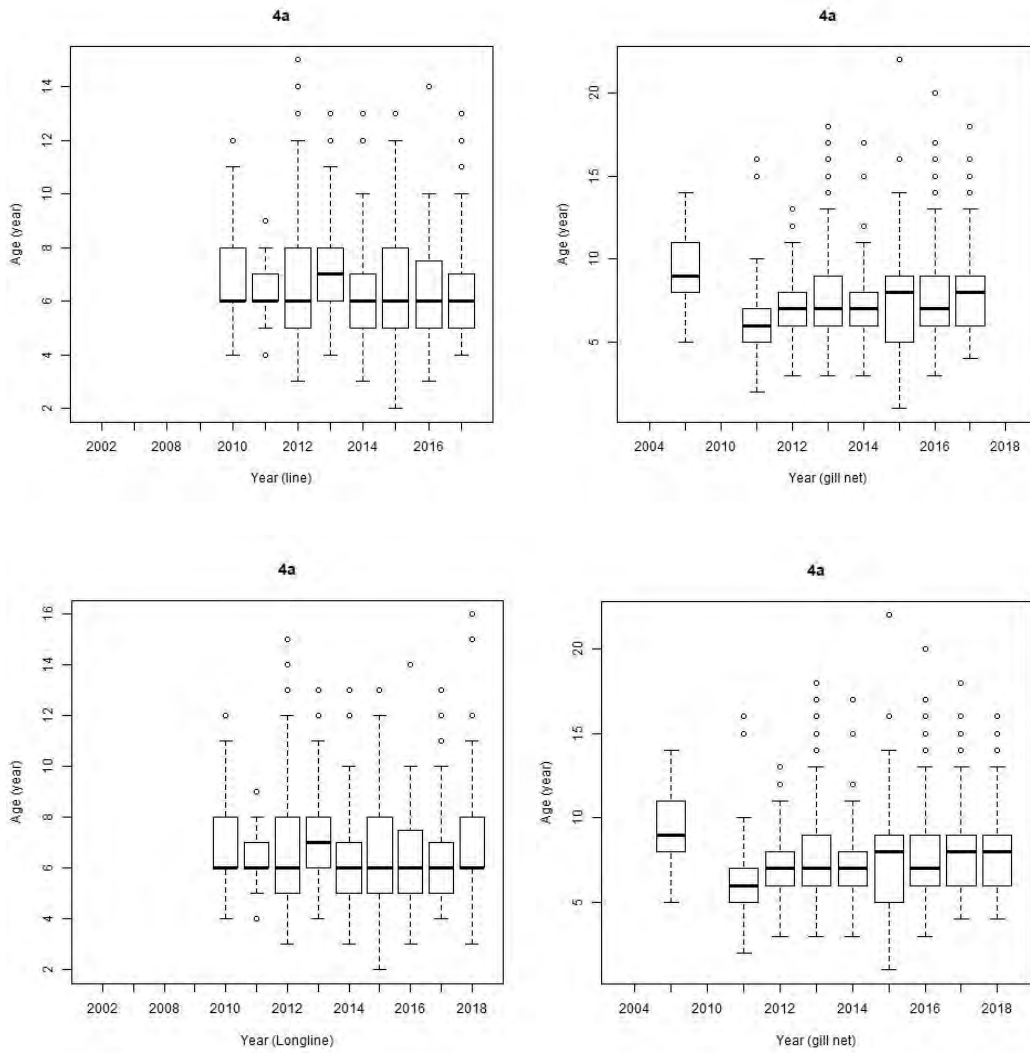 4a
Age (year)
14
12
10
8
6
4
2
2002 2008 2010 2012 2014 2016
Year (line)
4a
Age (year)
20
15
10
5
2004 2010 2012 2014 2016 2018
Year (gill net)
4a
Age (year)
16
14
12
10
8
6
4
2
2002 2008 2010 2012 2014 2016 2018
Year (Longline)
4a
Age (year)
20
15
10
5
2004 2010 2012 2014 2016 2018
Year (gill net)